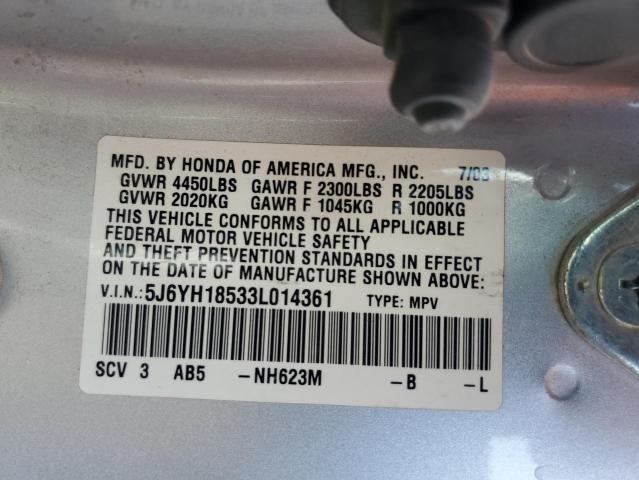 MFD. BY HONDA OF AMERICA MFG., INC. 7/03
GVWR 4450LBS GAWR F 2300LBS R 2205LBS
GVWR 2020KG GAWR F 1045KG R 1000KG
THIS VEHICLE CONFORMS TO ALL APPLICABLE
FEDERAL MOTOR VEHICLE SAFETY
AND THEFT PREVENTION STANDARDS IN EFFECT
ON THE DATE OF MANUFACTURE SHOWN ABOVE:
V.I.N.: 5J6YH18533L014361 TYPE: MPV
SCV 3 AB5 -NH623M -B -L